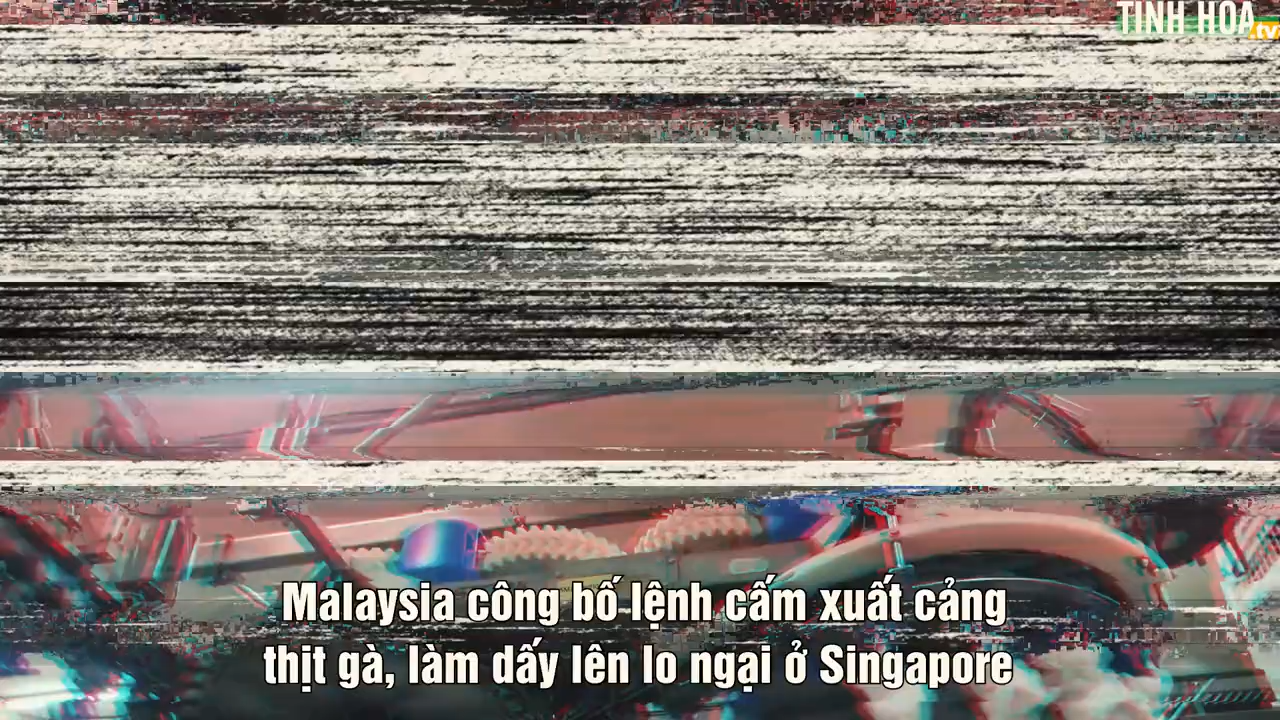 TINH HOA
.tv
Malaysia công bố lệnh cấm xuất cảng
thịt gà, làm dấy lên lo ngại ở Singapore